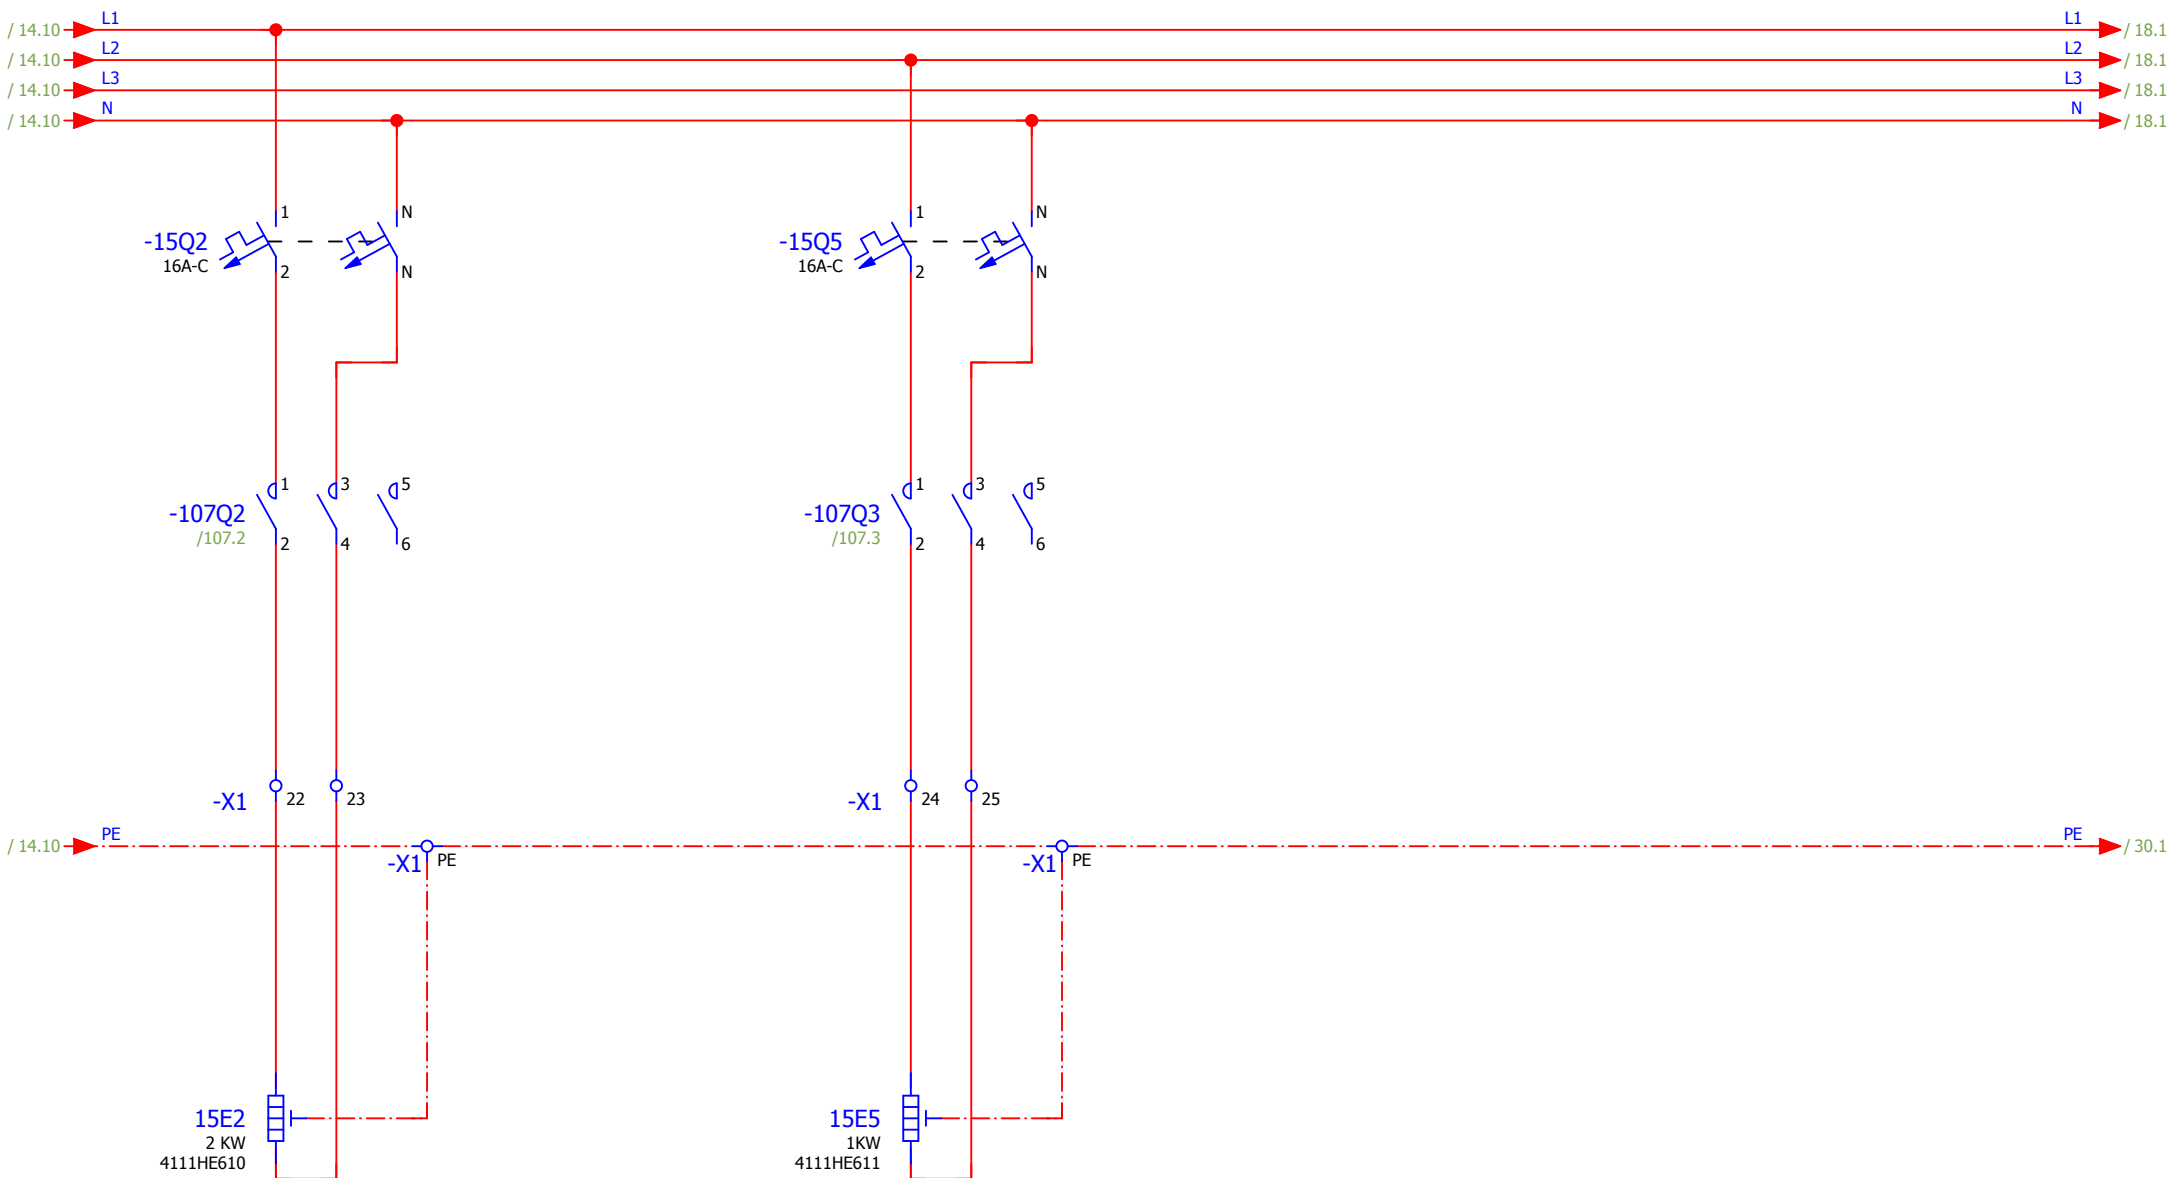 L1 L1
/ 14.10 / 18.1
L2 L2
/ 14.10 / 18.1
L3 L3
/ 14.10 / 18.1
N N
/ 14.10 / 18.1
1 N 1 N
-15Q2 -15Q5
16A-C 16A-C
2 N 2 N
1 3 5 1 3 5
-107Q2 -107Q3
/107.2 /107.3
2 4 6 2 4 6
-X1 22 23 -X1 24 25
PE PE
/ 14.10 / 30.1
-X1 PE -X1 PE
15E2 15E5
2 KW 1KW
4111HE610 4111HE611